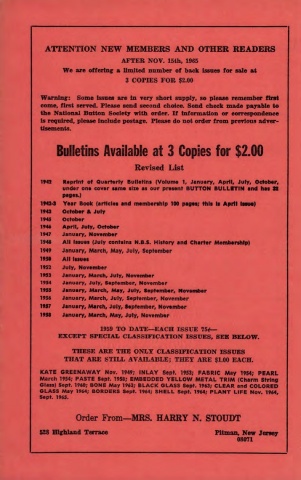 ATTENTION NEW MEMBERS AND OTHER READERS
AFTER NOV. 15th, 1965
We are offering a limited number of back issues for sale at
3 COPIES FOR $2.00
Warning: Some issues are in very short supply, so please remember first
come, first served. Please send second choice. Send check made payable to
the National Button Society with order. If information or correspondence
is required, please include postage. Please do not order from previous adver-
tisements.
Bulletins Available at 3 Copies for $2.00
Revised List
1942 Reprint of Quarterly Bulletins (Volume 1, January, April, July, October,
under one cover same size as our present BUTTON BULLETIN and has 28
pages.)
1942-3 Year Book (articles and membership 100 pages; this is April issue)
1943 October & July
1945 October
1946 April, July, October
1947 January, November
1948 All Issues (July contains N.B.S. History and Charter Membership)
1949 January, March, May, July, September
1950 All Issues
1952 July, November
1953 January, March, July, November
1954 January, July, September, November
1955 January, March, May, July, September, November
1956 January, March, July, September, November
1957 January, March, July, September, November
1958 January, March, May, July, November
1959 TO DATE—EACH ISSUE 75¢—
EXCEPT SPECIAL CLASSIFICATION ISSUES, SEE BELOW.
THESE ARE THE ONLY CLASSIFICATION ISSUES
THAT ARE STILL AVAILABLE; THEY ARE $1.00 EACH.
KATE GREENAWAY Nov. 1949; INLAY Sept. 1953; FABRIC May 1954; PEARL
March 1954; PASTE Sept. 1959; EMBEDDED YELLOW METAL TRIM (Charm String
Glass) Sept. 1960; BONE May 1962; BLACK GLASS Sept. 1963; CLEAR and COLORED
GLASS May 1964; BORDERS Sept. 1964; SHELL Sept. 1964; PLANT LIFE Nov. 1964,
Sept. 1965.
Order From—MRS. HARRY N. STOUDT
Highland Terrace Pitman, New Jersey
08071